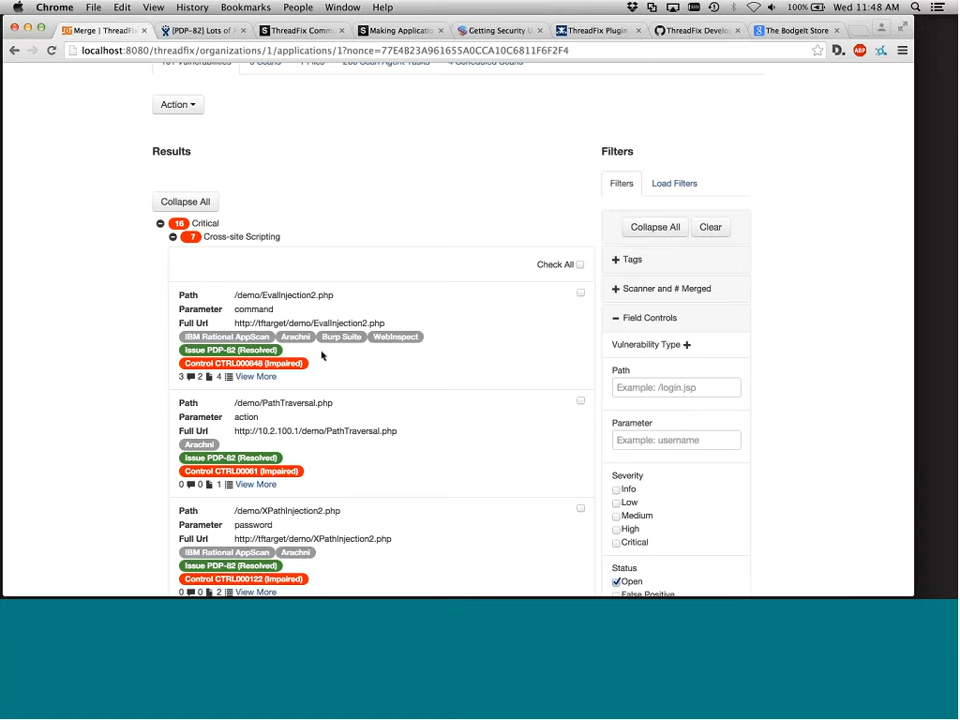 Chrome File Edit View History Bookmarks People Window Help 100% Wed 11:48 AM
Merge | ThreadFix [PDP-82] Lots of ThreadFix Comm Making Applicatio Getting Security ThreadFix Plugin ThreadFix Develo The BodgeIt Store
localhost:8080/threadfix/organizations/1/applications/1?nonce=77E4B23A961655A0CCA10C6811F6F2F4
Action
Results
Collapse All
16 Critical
7 Cross-site Scripting
Check All
Path /demo/EvalInjection2.php
Parameter command
Full Url http://tftarget/demo/EvalInjection2.php
IBM Rational AppScan Arachni Burp Suite WebInspect
Issue PDP-82 (Resolved)
Control CTRL000848 (Impaired)
3 2 4 View More
Path /demo/PathTraversal.php
Parameter action
Full Url http://10.2.100.1/demo/PathTraversal.php
Arachni
Issue PDP-82 (Resolved)
Control CTRL00061 (Impaired)
0 0 1 View More
Path /demo/XPathInjection2.php
Parameter password
Full Url http://tftarget/demo/XPathInjection2.php
IBM Rational AppScan Arachni
Issue PDP-82 (Resolved)
Control CTRL000122 (Impaired)
0 0 2 View More
Filters
Filters Load Filters
Collapse All Clear
Tags
Scanner and # Merged
Field Controls
Vulnerability Type
Path
Example: /login.jsp
Parameter
Example: username
Severity
Info
Low
Medium
High
Critical
Status
Open
False Positive